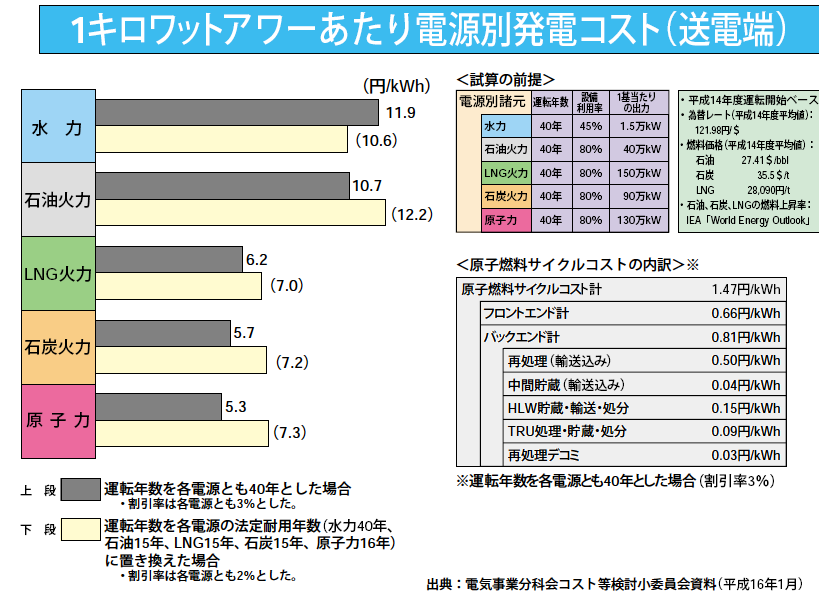 1キロワットアワーあたり電源別発電コスト(送電端)
(円/kWh)
水 力
11.9
(10.6)
石油火力
10.7
(12.2)
LNG火力
6.2
(7.0)
石炭火力
5.7
(7.2)
原 子 力
5.3
(7.3)
上 段
運転年数を各電源とも40年とした場合
・割引率は各電源とも3%とした。
下 段
運転年数を各電源の法定耐用年数(水力40年、
石油15年、LNG15年、石炭15年、原子力16年)
に置き換えた場合
・割引率は各電源とも2%とした。
<試算の前提>
電源別諸元 運転年数 設備利用率 1基当たりの出力
水力 40年 45% 1.5万kW
石油火力 40年 80% 40万kW
LNG火力 40年 80% 150万kW
石炭火力 40年 80% 90万kW
原子力 40年 80% 130万kW
・平成14年度運転開始ベース
・為替レート(平成14年度平均値):
121.98円/$
・燃料価格(平成14年度平均値):
石油 27.41$/bbl
石炭 35.5$/t
LNG 28,090円/t
・石油、石炭、LNGの燃料上昇率:
IEA「World Energy Outlook」
<原子燃料サイクルコストの内訳>※
原子燃料サイクルコスト計 1.47円/kWh
フロントエンド計 0.66円/kWh
バックエンド計 0.81円/kWh
再処理(輸送込み) 0.50円/kWh
中間貯蔵(輸送込み) 0.04円/kWh
HLW貯蔵・輸送・処分 0.15円/kWh
TRU処理・貯蔵・処分 0.09円/kWh
再処理デコミ 0.03円/kWh
※運転年数を各電源とも40年とした場合(割引率3%)
出典:電気事業分科会コスト等検討小委員会資料(平成16年1月)